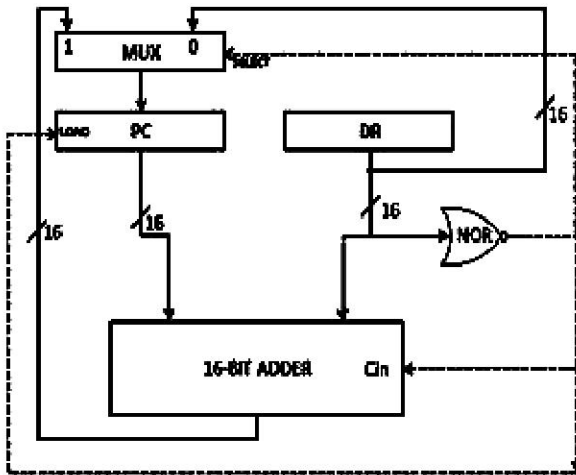 1 MUX 0
SELECT
LOAD PC
DR
16
16
16
16
NOR
16-BIT ADDER Cin